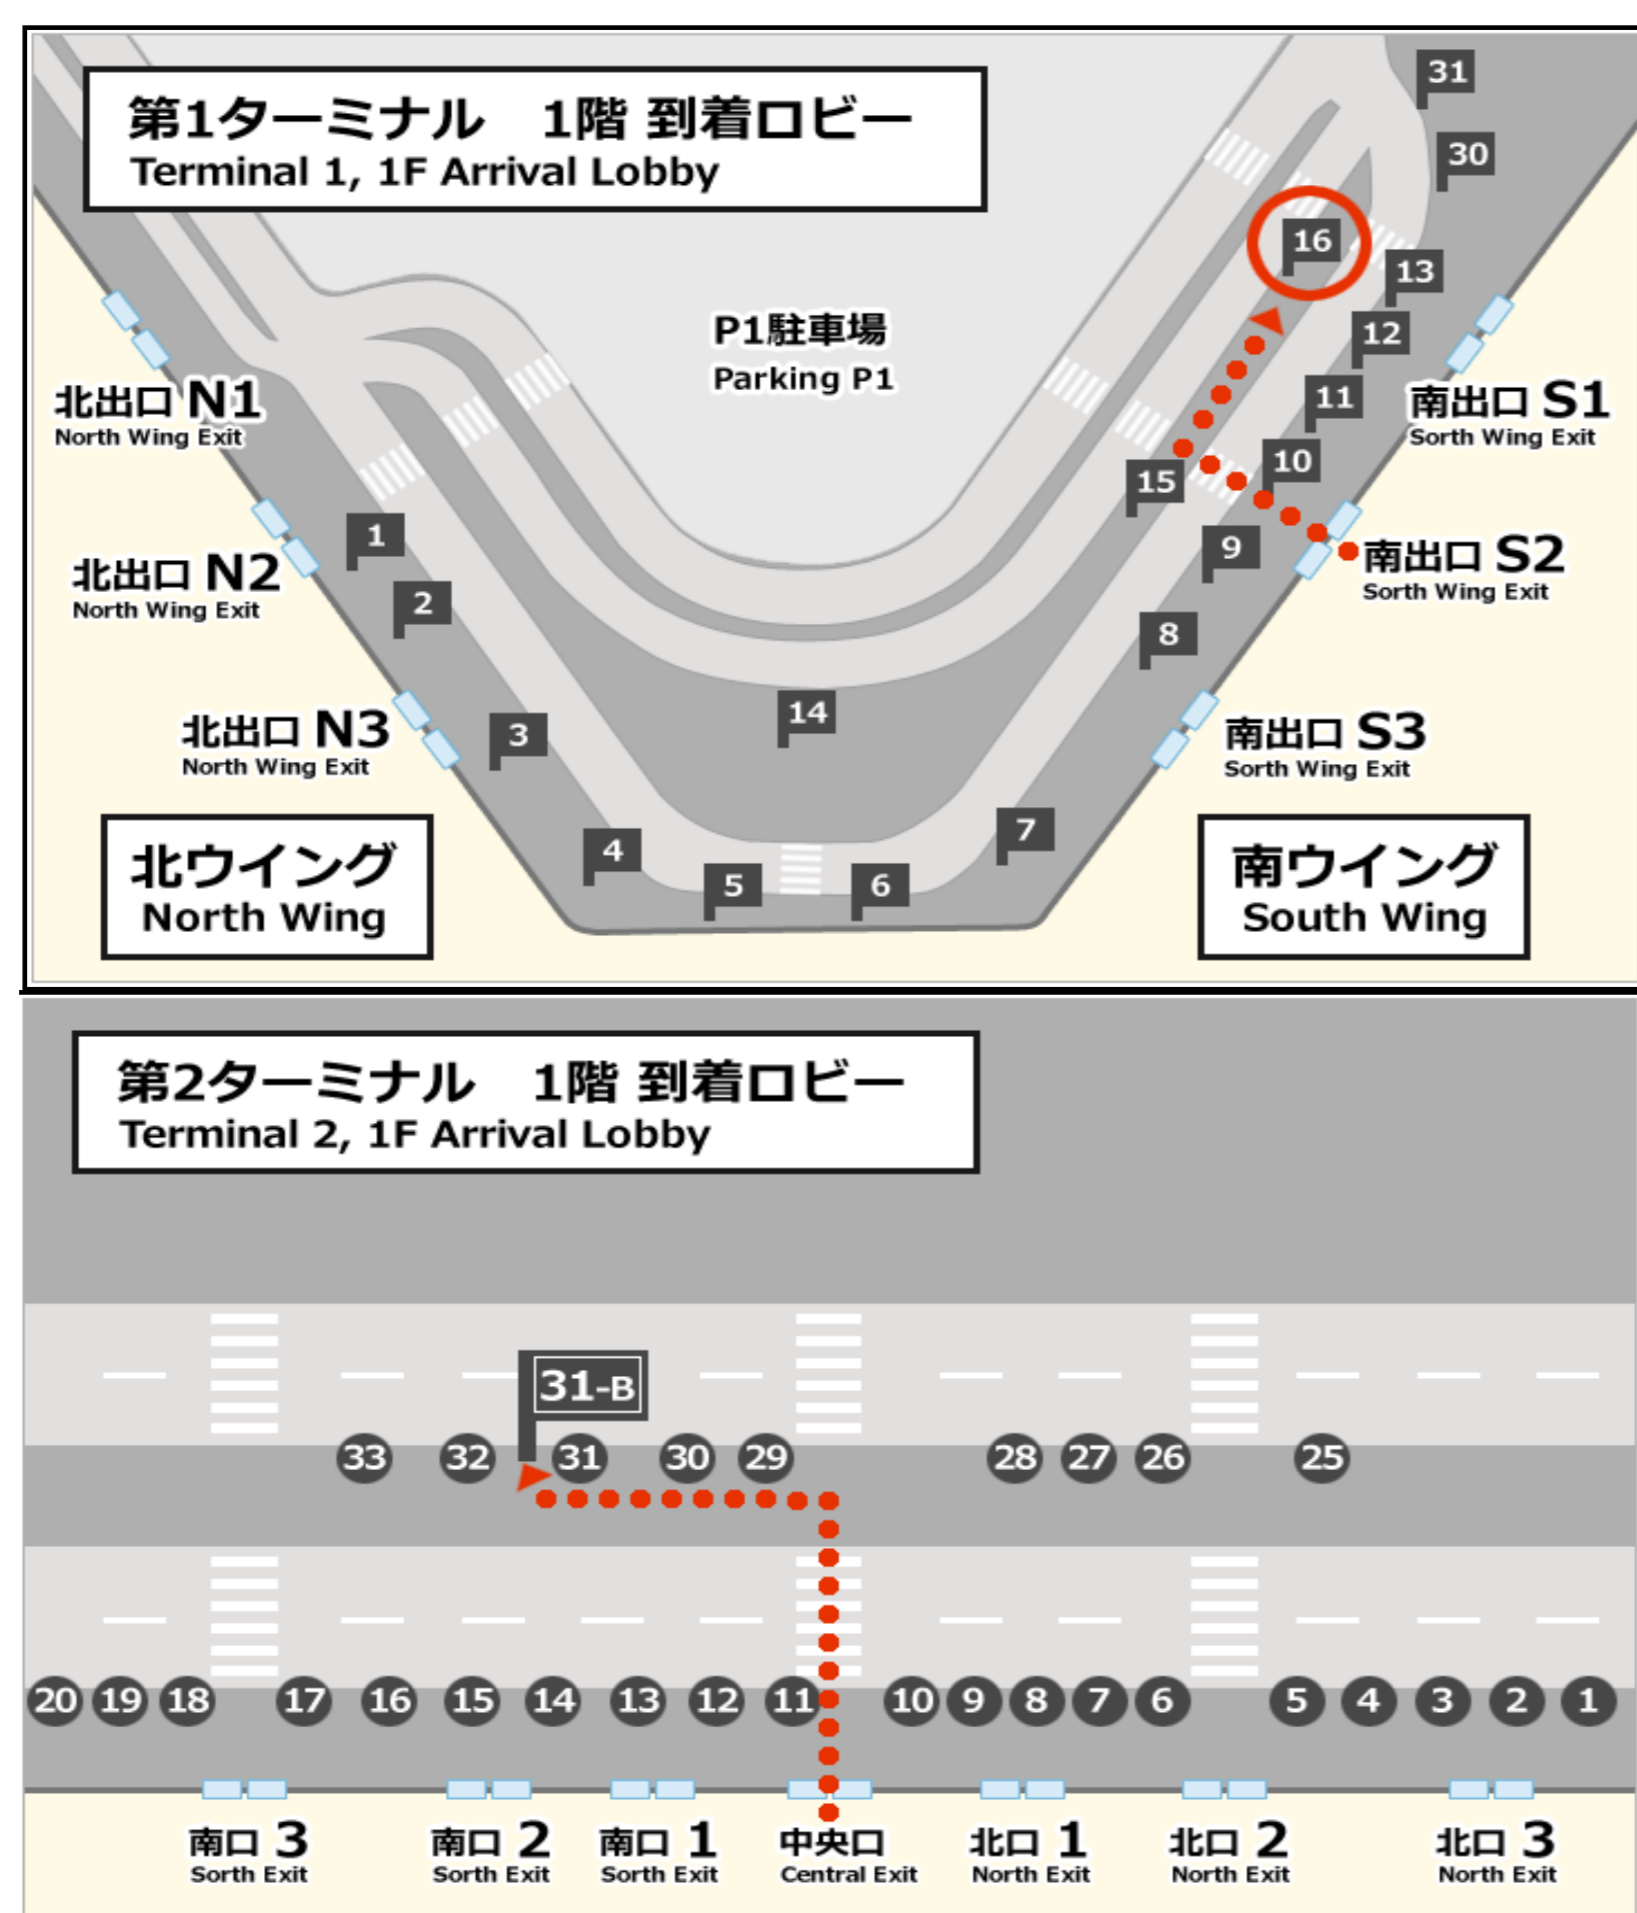 第1ターミナル　1階 到着ロビー
Terminal 1, 1F Arrival Lobby
31
30
16
13
12
11
10
15
9
8
7
14
6
5
4
3
2
1
P1駐車場
Parking P1
北出口 N1
North Wing Exit
北出口 N2
North Wing Exit
北出口 N3
North Wing Exit
南出口 S1
Sorth Wing Exit
南出口 S2
Sorth Wing Exit
南出口 S3
Sorth Wing Exit
北ウイング
North Wing
南ウイング
South Wing
第2ターミナル　1階 到着ロビー
Terminal 2, 1F Arrival Lobby
31-B
33 32 31 30 29 28 27 26 25
20 19 18 17 16 15 14 13 12 11 10 9 8 7 6 5 4 3 2 1
南口 3
Sorth Exit
南口 2
Sorth Exit
南口 1
Sorth Exit
中央口
Central Exit
北口 1
North Exit
北口 2
North Exit
北口 3
North Exit